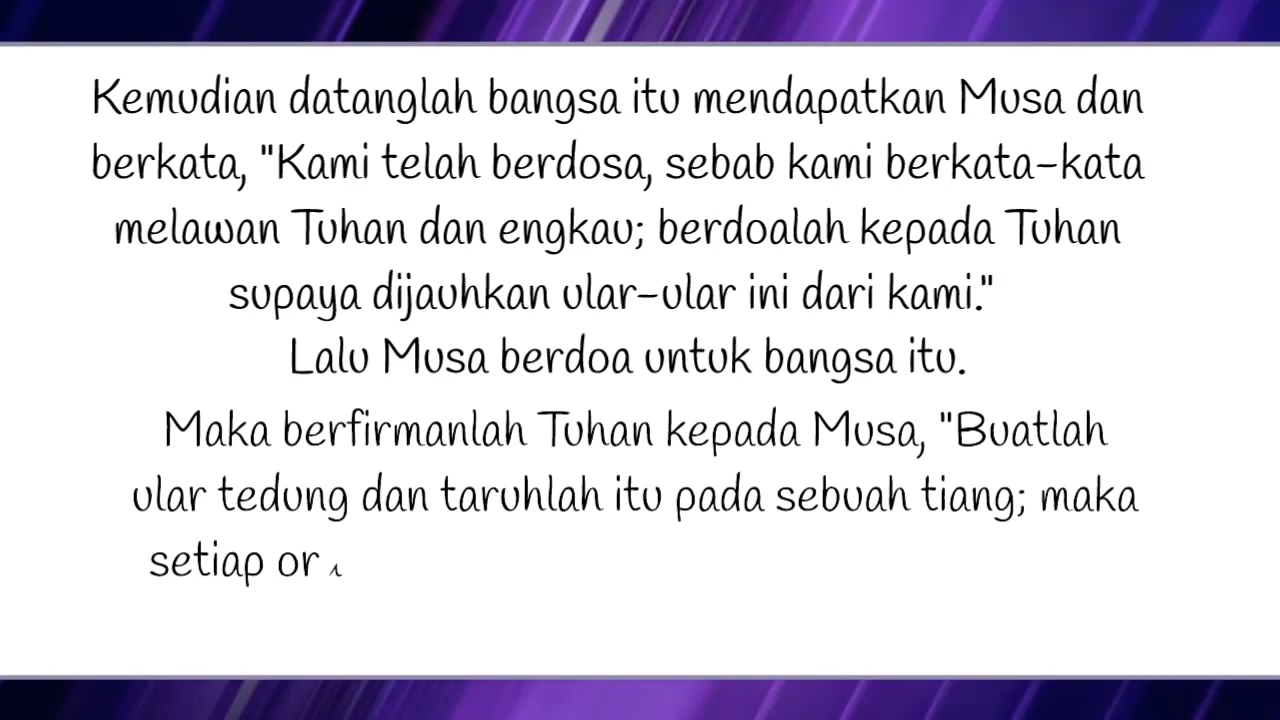 Kemudian datanglah bangsa itu mendapatkan Musa dan
berkata, "Kami telah berdosa, sebab kami berkata-kata
melawan Tuhan dan engkau; berdoalah kepada Tuhan
supaya dijauhkan ular-ular ini dari kami."
Lalu Musa berdoa untuk bangsa itu.
Maka berfirmanlah Tuhan kepada Musa, "Buatlah
ular tedung dan taruhlah itu pada sebuah tiang; maka
setiap or